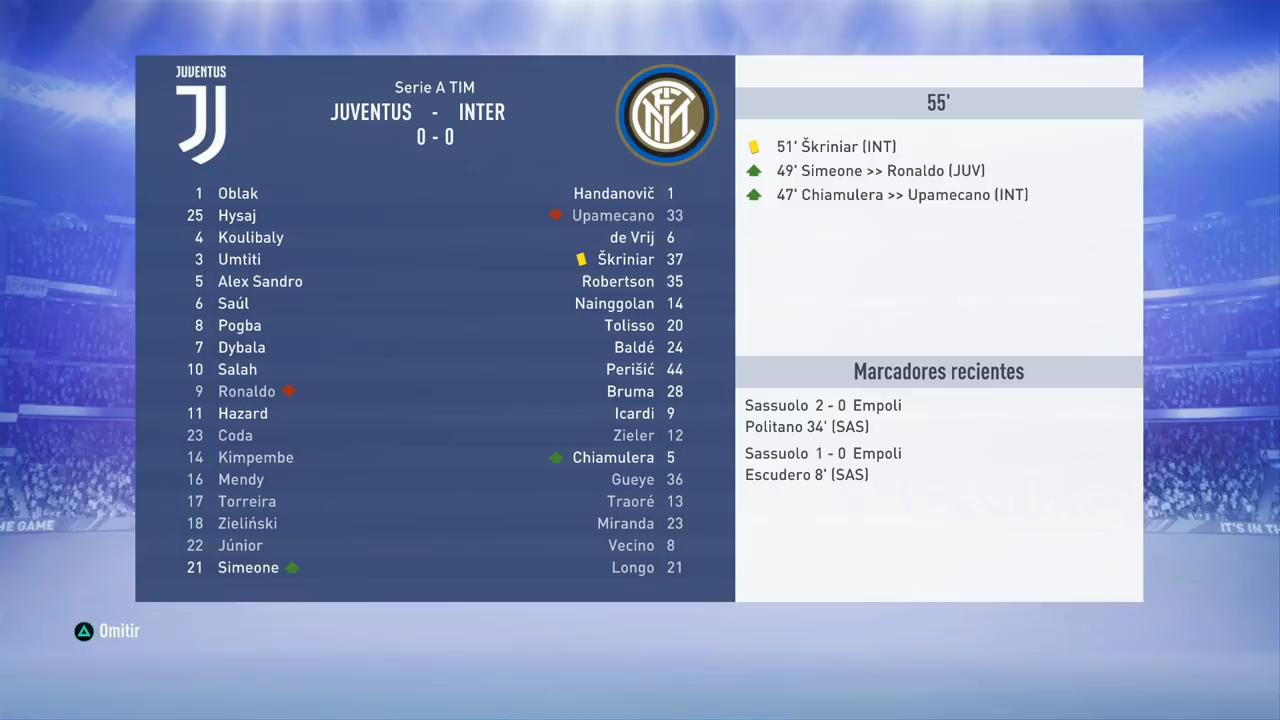 JUVENTUS
Serie A TIM
JUVENTUS - INTER
0 - 0
1 Oblak Handanovič 1
25 Hysaj Upamecano 33
4 Koulibaly de Vrij 6
3 Umtiti Škriniar 37
5 Alex Sandro Robertson 35
6 Saúl Nainggolan 14
8 Pogba Tolisso 20
7 Dybala Baldé 24
10 Salah Perišić 44
9 Ronaldo Bruma 28
11 Hazard Icardi 9
23 Coda Zieler 12
14 Kimpembe Chiamulera 5
16 Mendy Gueye 36
17 Torreira Traoré 13
18 Zieliński Miranda 23
22 Júnior Vecino 8
21 Simeone Longo 21
55'
51' Škriniar (INT)
49' Simeone >> Ronaldo (JUV)
47' Chiamulera >> Upamecano (INT)
Marcadores recientes
Sassuolo 2 - 0 Empoli
Politano 34' (SAS)
Sassuolo 1 - 0 Empoli
Escudero 8' (SAS)
HE GAME
IT'S IN TH
Omitir